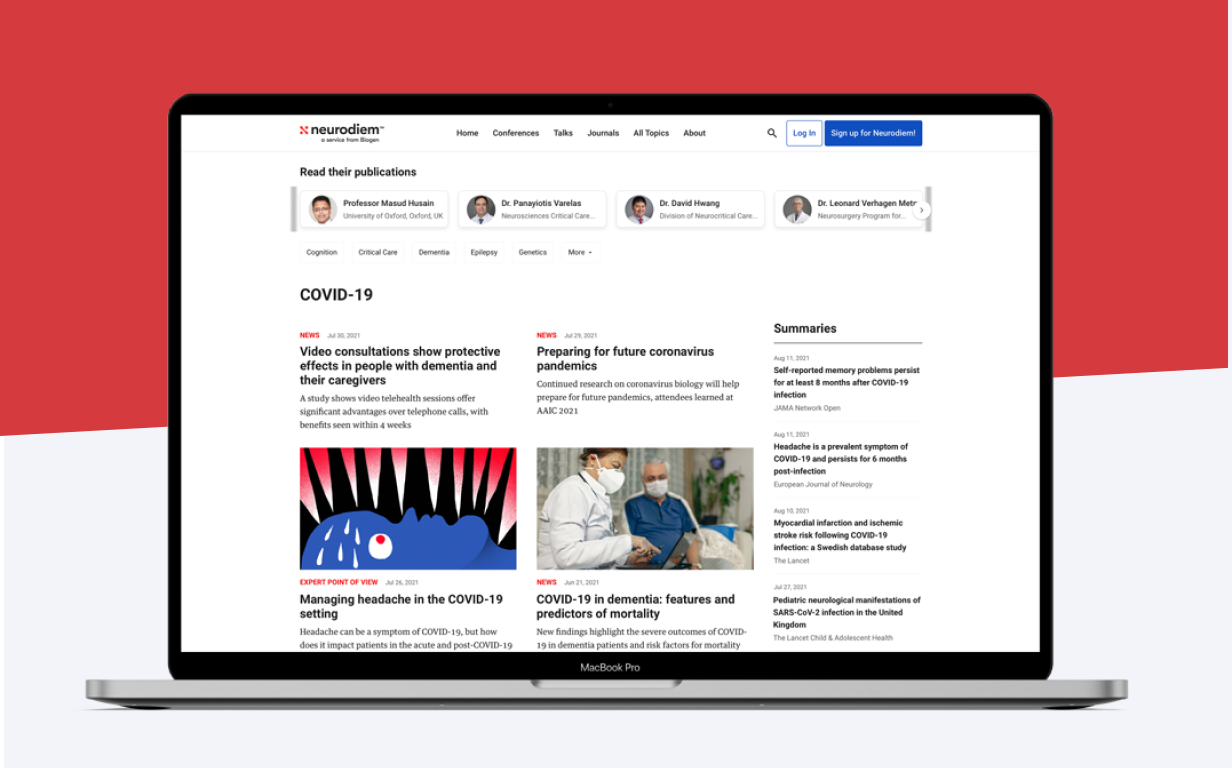 neurodiem™
a service from Biogen
Home Conferences Talks Journals All Topics About
Log In
Sign up for Neurodiem!
Read their publications
Professor Masud Husain
University of Oxford, Oxford, UK
Dr. Panayiotis Varelas
Neurosciences Critical Care...
Dr. David Hwang
Division of Neurocritical Care...
Dr. Leonard Verhagen Metr
Neurosurgery Program for...
Cognition Critical Care Dementia Epilepsy Genetics More
COVID-19
NEWS Jul 30, 2021
Video consultations show protective
effects in people with dementia and
their caregivers
A study shows video telehealth sessions offer
significant advantages over telephone calls, with
benefits seen within 4 weeks
NEWS Jul 29, 2021
Preparing for future coronavirus
pandemics
Continued research on coronavirus biology will help
prepare for future pandemics, attendees learned at
AAIC 2021
EXPERT POINT OF VIEW Jul 26, 2021
Managing headache in the COVID-19
setting
Headache can be a symptom of COVID-19, but how
does it impact patients in the acute and post-COVID-19
NEWS Jun 21, 2021
COVID-19 in dementia: features and
predictors of mortality
New findings highlight the severe outcomes of COVID-
19 in dementia patients and risk factors for mortality
Summaries
Aug 11, 2021
Self-reported memory problems persist
for at least 8 months after COVID-19
infection
JAMA Network Open
Aug 11, 2021
Headache is a prevalent symptom of
COVID-19 and persists for 6 months
post-infection
European Journal of Neurology
Aug 10, 2021
Myocardial infarction and ischemic
stroke risk following COVID-19
infection: a Swedish database study
The Lancet
Jul 27, 2021
Pediatric neurological manifestations of
SARS-CoV-2 infection in the United
Kingdom
The Lancet Child & Adolescent Health
MacBook Pro